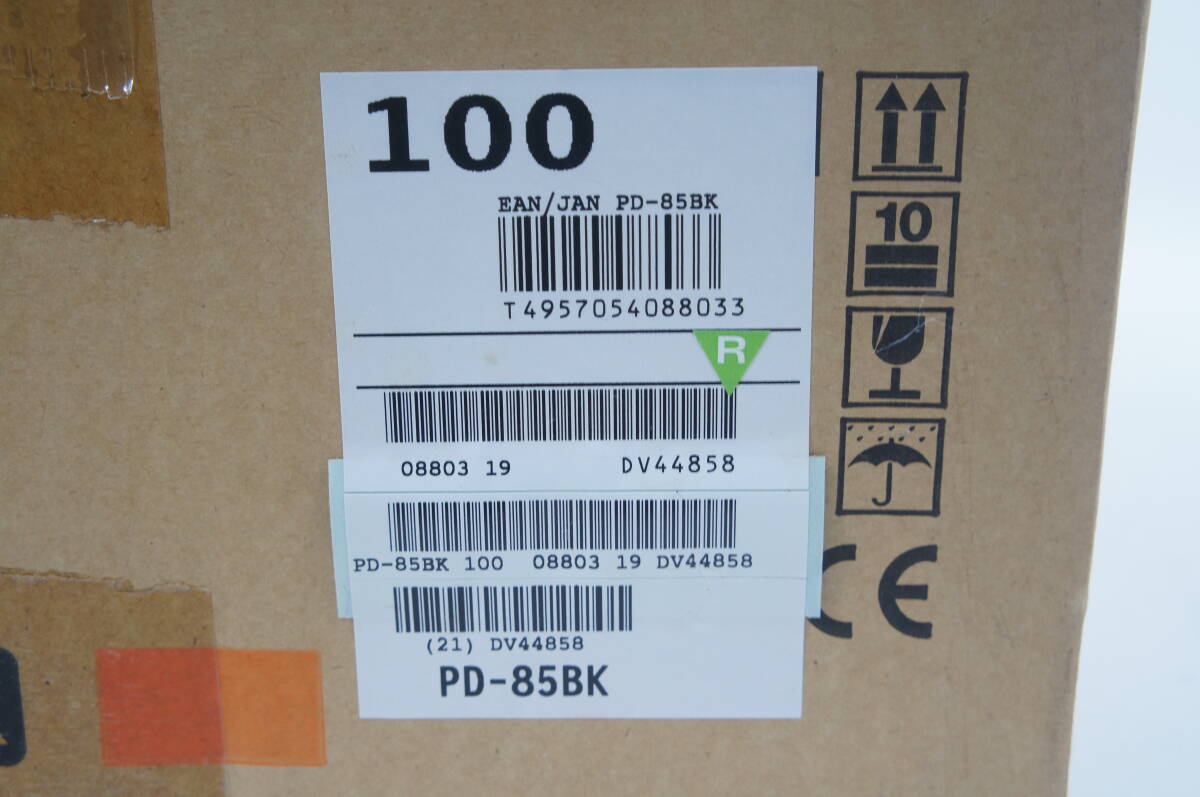 100
EAN/JAN PD-85BK
T4957054088033
R
08803 19 DV44858
PD-85BK 100 08803 19 DV44858
(21) DV44858
PD-85BK
10
CE